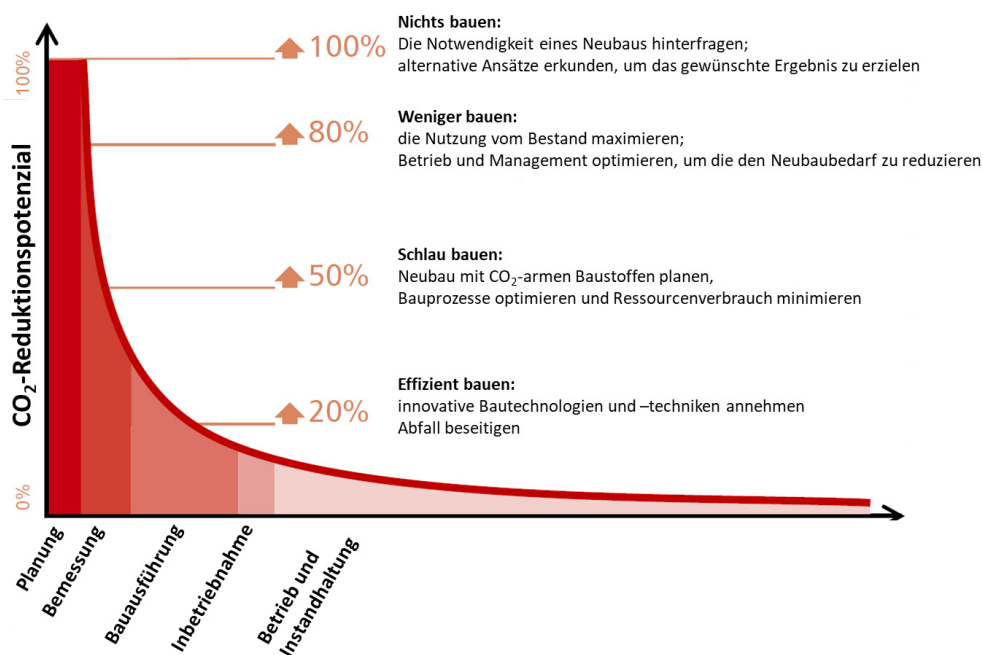 Nichts bauen:
Die Notwendigkeit eines Neubaus hinterfragen;
alternative Ansätze erkunden, um das gewünschte Ergebnis zu erzielen
100%
100%
Weniger bauen:
die Nutzung vom Bestand maximieren;
Betrieb und Management optimieren, um die den Neubaubedarf zu reduzieren
80%
Schlau bauen:
Neubau mit CO₂-armen Baustoffen planen,
Bauprozesse optimieren und Ressourcenverbrauch minimieren
50%
Effizient bauen:
innovative Bautechnologien und –techniken annehmen
Abfall beseitigen
20%
CO₂-Reduktionspotenzial
0%
Planung
Bemessung
Bauausführung
Inbetriebnahme
Betrieb und
Instandhaltung